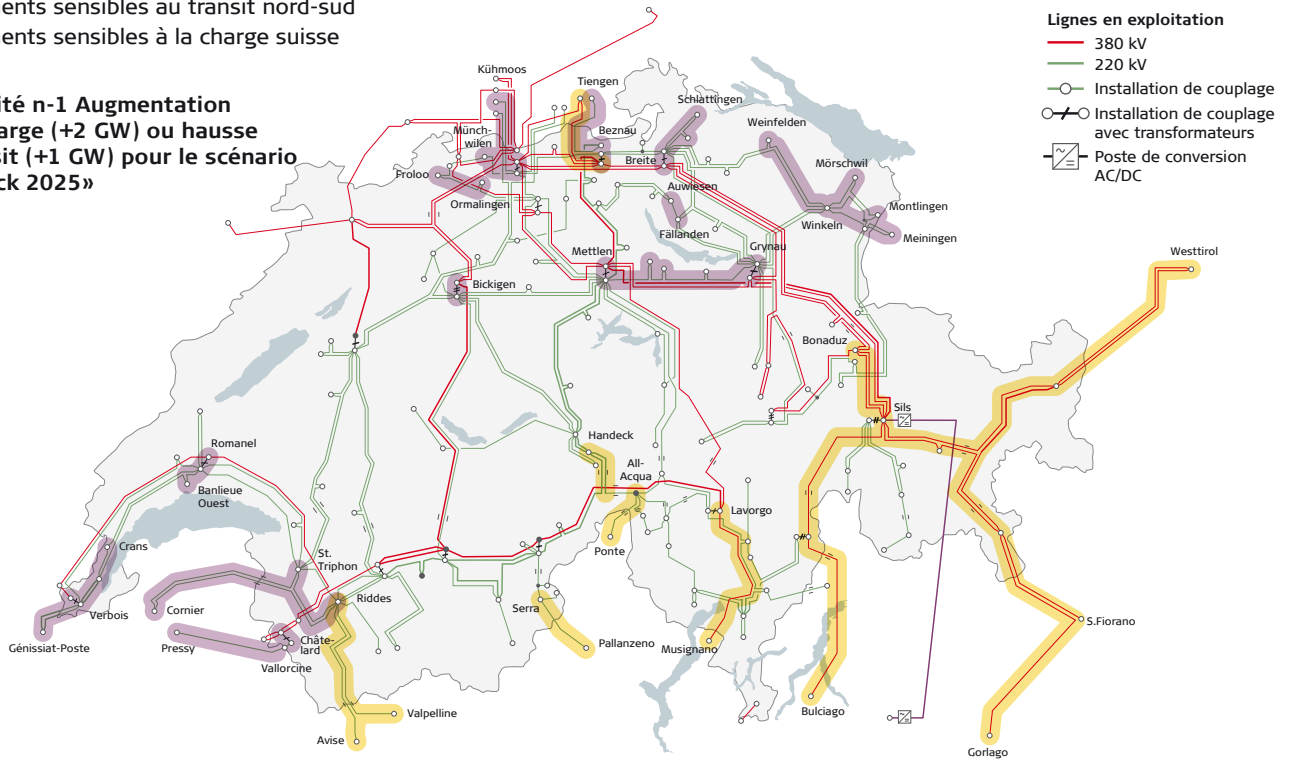 ments sensibles au transit nord-sud
ments sensibles à la charge suisse
ité n-1 Augmentation
arge (+2 GW) ou hausse
sit (+1 GW) pour le scénario
ck 2025»
Lignes en exploitation
380 kV
220 kV
Installation de couplage
Installation de couplage
avec transformateurs
Poste de conversion
AC/DC
Kühmoos
Tiengen
Schlattingen
Weinfelden
Münch-
wilen
Beznau
Breite
Mörschwil
Froloo
Auwiesen
Ormalingen
Montlingen
Winkeln
Meiningen
Fällanden
Grynau
Mettlen
Westtirol
Bickigen
Bonaduz
Sils
Handeck
Romanel
All-
Acqua
Banlieue
Ouest
Lavorgo
Crans
St.
Triphon
Ponte
Riddes
Cornier
Verbois
Serra
S.Fiorano
Génissiat-Poste
Pressy
Châte-
lard
Pallanzeno
Musignano
Vallorcine
Valpelline
Bulciago
Avise
Gorlago